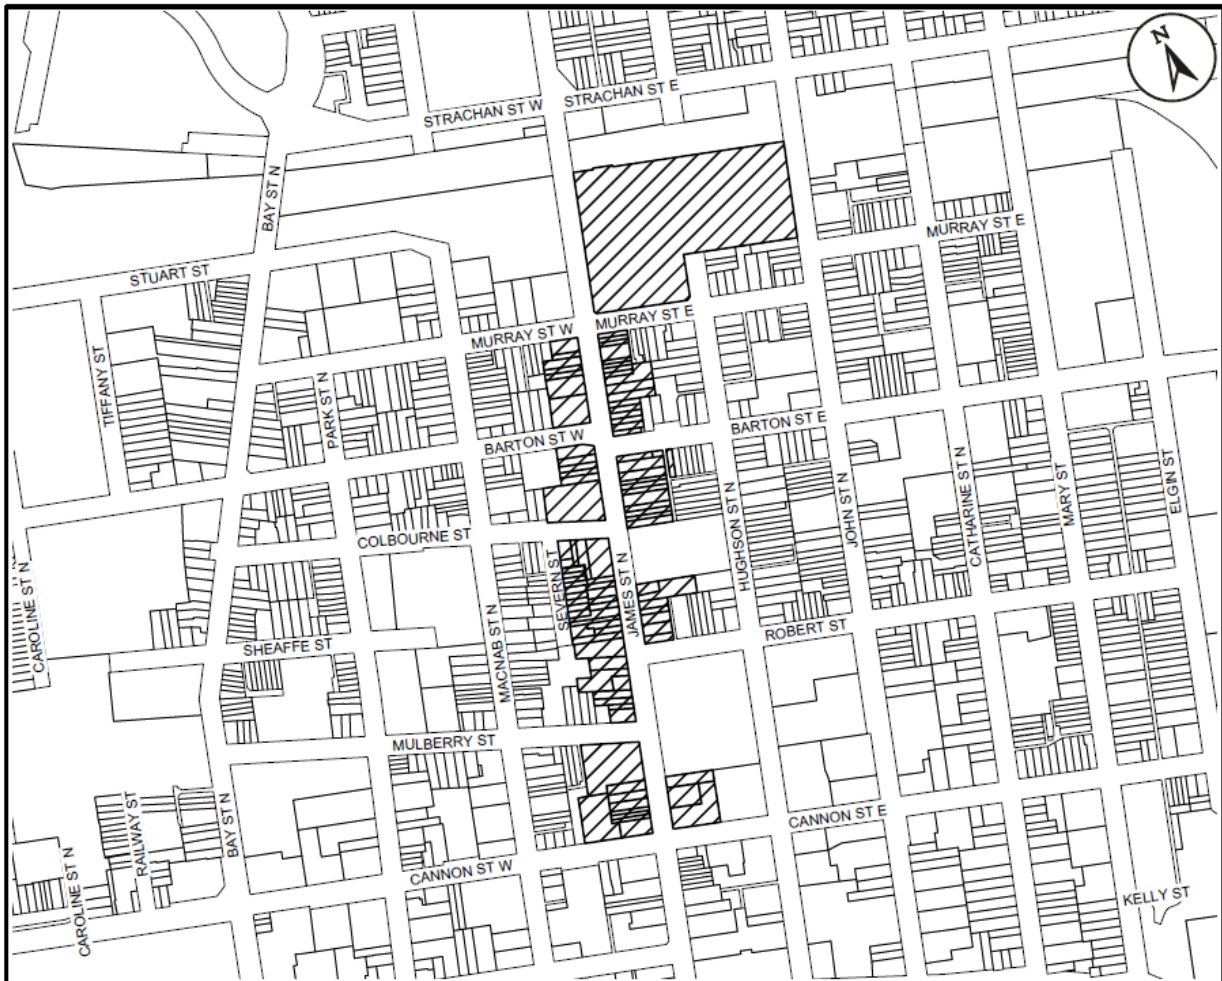 N
STRACHAN ST W
STRACHAN ST E
BAY ST N
MURRAY ST E
STUART ST
MURRAY ST W
MURRAY ST E
TIFFANY ST
PARK ST N
BARTON ST W
BARTON ST E
HUGHSON ST N
JOHN ST N
CATHARINE ST N
MARY ST
ELGIN ST
COLBOURNE ST
CAROLINE ST N
SEVERN ST
JAMES ST N
MACNAB ST N
ROBERT ST
SHEAFFE ST
MULBERRY ST
RAILWAY ST
BAY ST N
CANNON ST E
CANNON ST W
CAROLINE ST N
KELLY ST